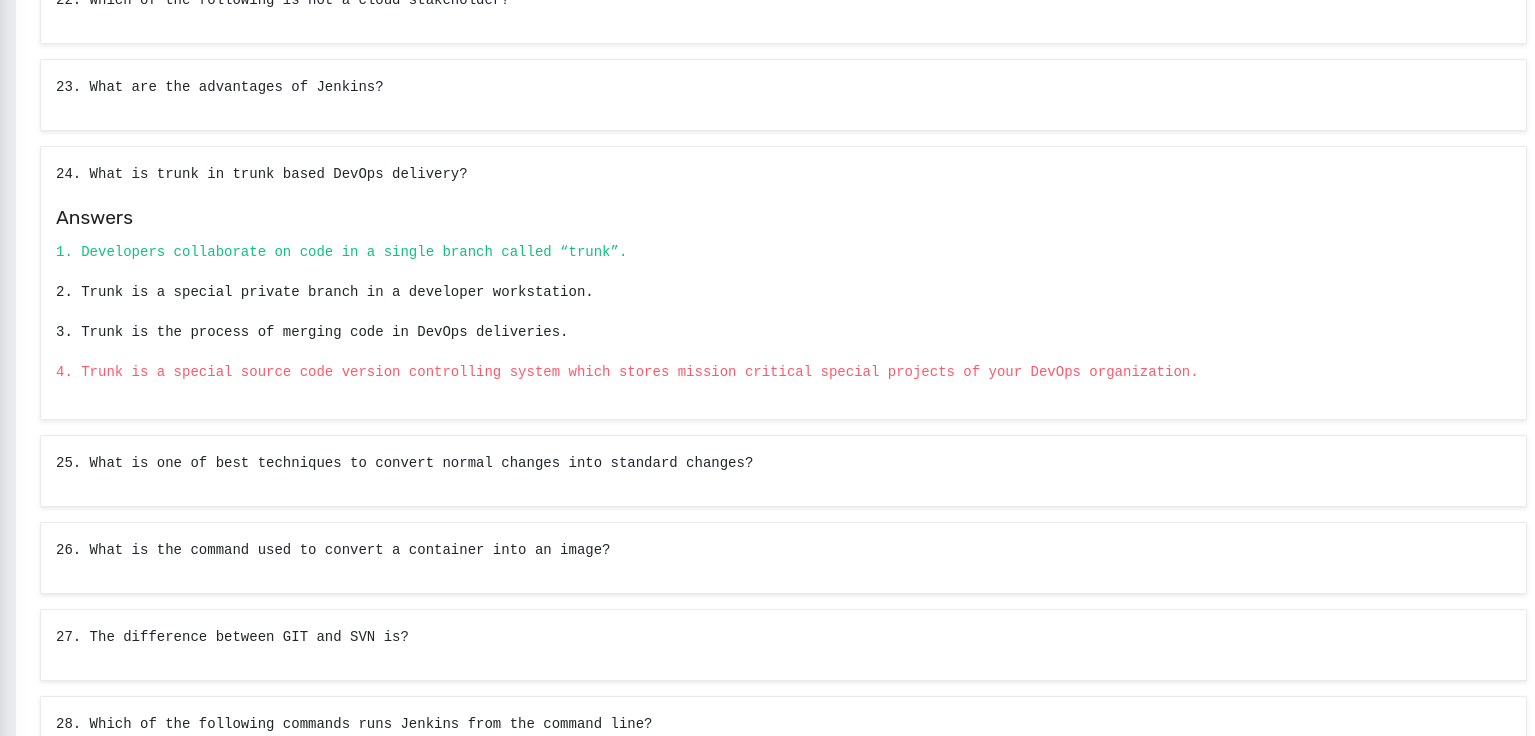 22. Which of the following is not a cloud stakeholder?
23. What are the advantages of Jenkins?
24. What is trunk in trunk based DevOps delivery?
Answers
1. Developers collaborate on code in a single branch called “trunk”.
2. Trunk is a special private branch in a developer workstation.
3. Trunk is the process of merging code in DevOps deliveries.
4. Trunk is a special source code version controlling system which stores mission critical special projects of your DevOps organization.
25. What is one of best techniques to convert normal changes into standard changes?
26. What is the command used to convert a container into an image?
27. The difference between GIT and SVN is?
28. Which of the following commands runs Jenkins from the command line?